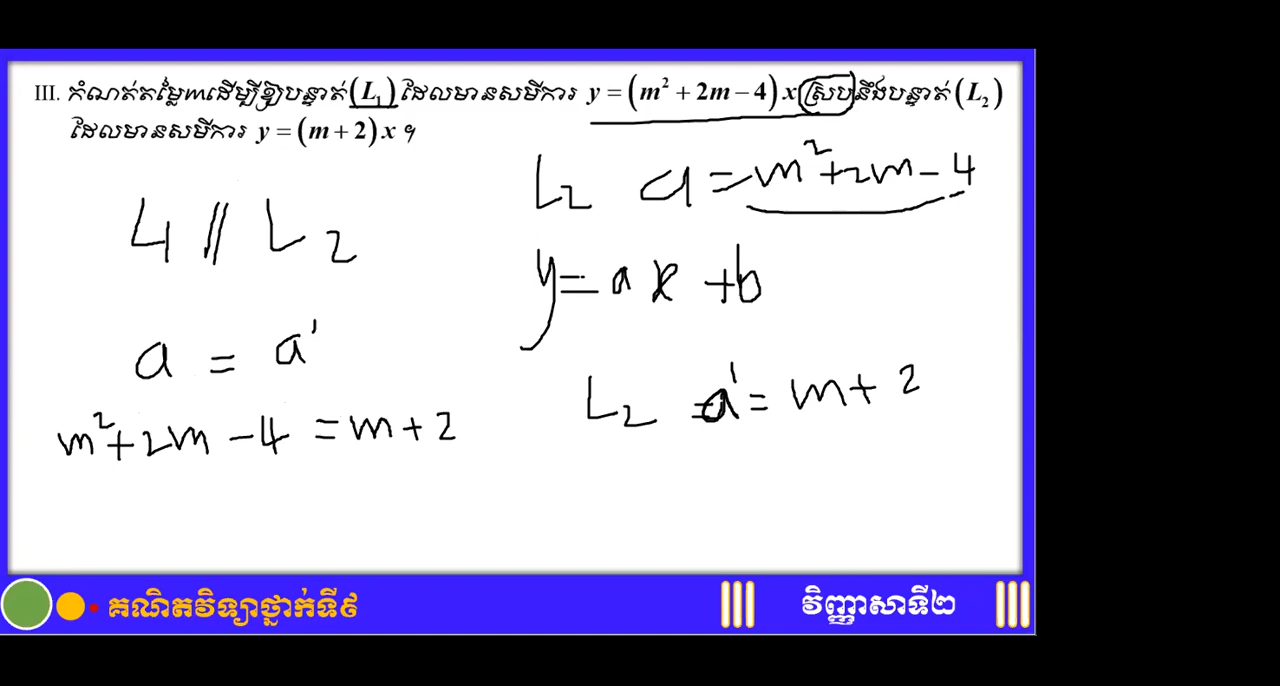 III. កំណត់តម្លៃmដើម្បីឱ្យបន្ទាត់(L₁) ដែលមានសមីការ y = (m² + 2m − 4) x ស្របនឹងបន្ទាត់(L₂)
ដែលមានសមីការ y = (m + 2) x ។
L₂ a = m² + 2m − 4
L1 // L₂
y = ax + b
a = a'
L₂ a' = m + 2
m² + 2m − 4 = m + 2
គណិតវិទ្យាថ្នាក់ទី៩
វិញ្ញាសាទី២